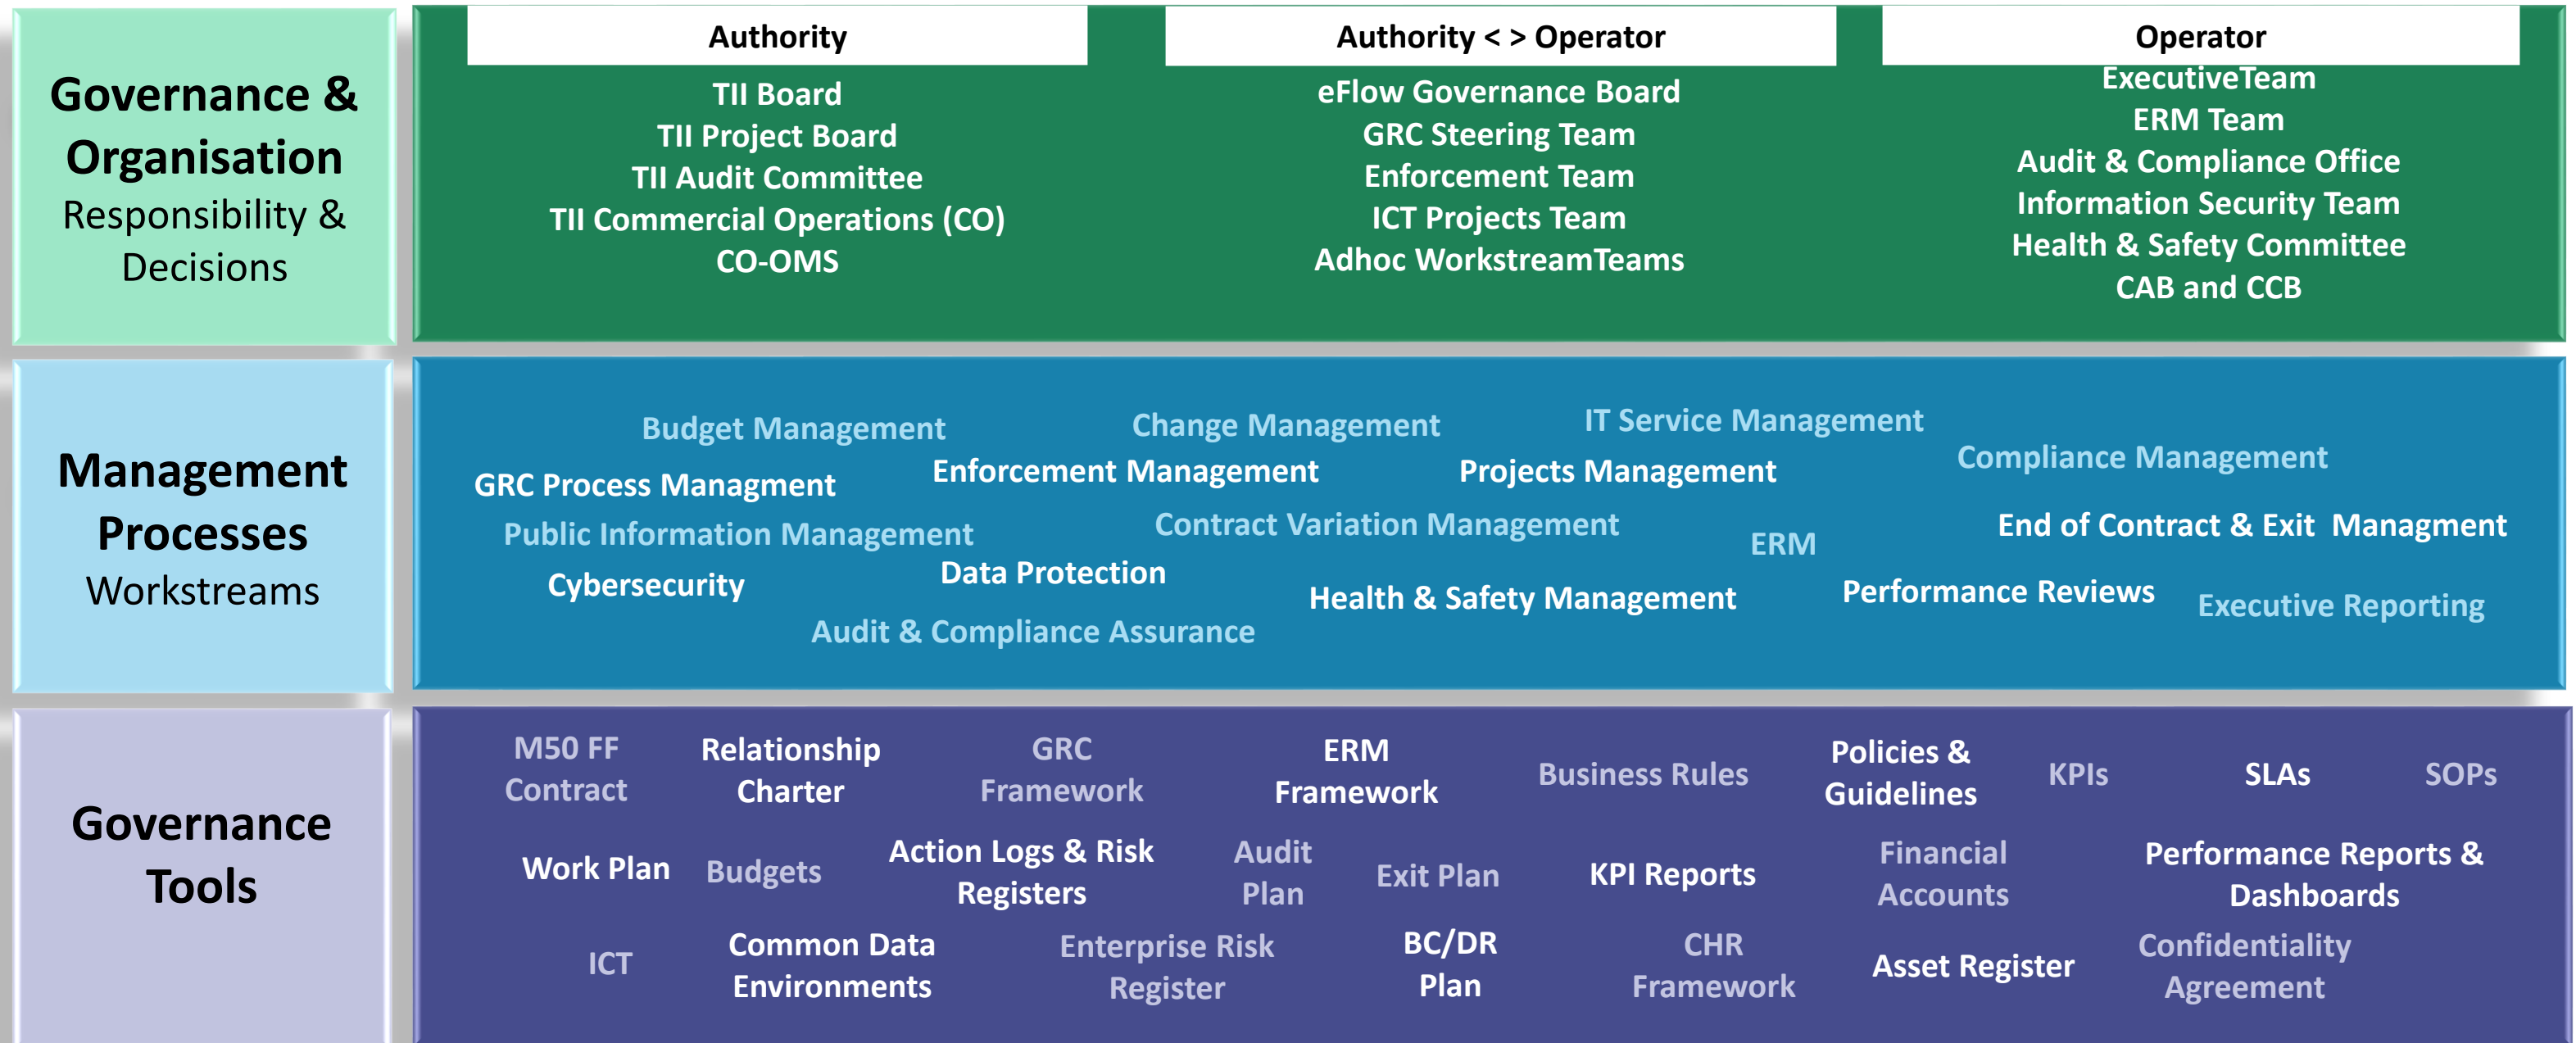 Governance &
Organisation
Responsibility &
Decisions
Authority
TII Board
TII Project Board
TII Audit Committee
TII Commercial Operations (CO)
CO-OMS
Authority < > Operator
eFlow Governance Board
GRC Steering Team
Enforcement Team
ICT Projects Team
Adhoc WorkstreamTeams
Operator
ExecutiveTeam
ERM Team
Audit & Compliance Office
Information Security Team
Health & Safety Committee
CAB and CCB
Management
Processes
Workstreams
Budget Management
Change Management
IT Service Management
Compliance Management
GRC Process Managment
Enforcement Management
Projects Management
Public Information Management
Contract Variation Management
ERM
End of Contract & Exit  Managment
Cybersecurity
Data Protection
Health & Safety Management
Performance Reviews
Executive Reporting
Audit & Compliance Assurance
Governance
Tools
M50 FF
Contract
Relationship
Charter
GRC
Framework
ERM
Framework
Business Rules
Policies &
Guidelines
KPIs
SLAs
SOPs
Work Plan
Budgets
Action Logs & Risk
Registers
Audit
Plan
Exit Plan
KPI Reports
Financial
Accounts
Performance Reports &
Dashboards
ICT
Common Data
Environments
Enterprise Risk
Register
BC/DR
Plan
CHR
Framework
Asset Register
Confidentiality
Agreement